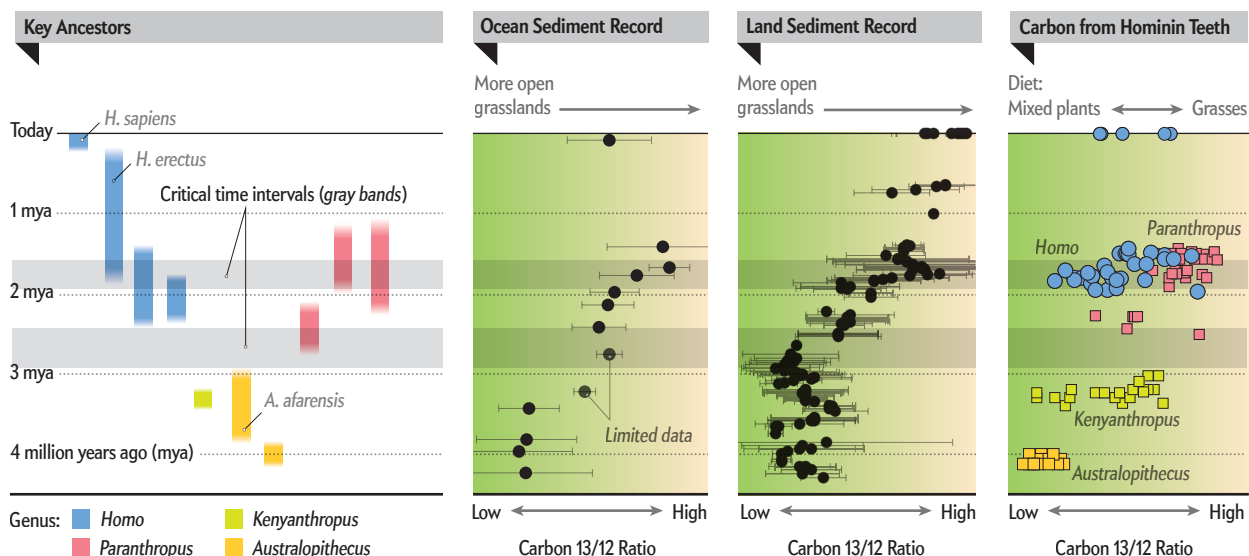 Key Ancestors
Ocean Sediment Record
Land Sediment Record
Carbon from Hominin Teeth
More open
grasslands
More open
grasslands
Diet:
Mixed plants
Grasses
Today
H. sapiens
H. erectus
Critical time intervals (gray bands)
1 mya
2 mya
3 mya
A. afarensis
4 million years ago (mya)
Limited data
Homo
Paranthropus
Kenyanthropus
Australopithecus
Genus:
Homo
Kenyanthropus
Paranthropus
Australopithecus
Low
High
Carbon 13/12 Ratio
Low
High
Carbon 13/12 Ratio
Low
High
Carbon 13/12 Ratio